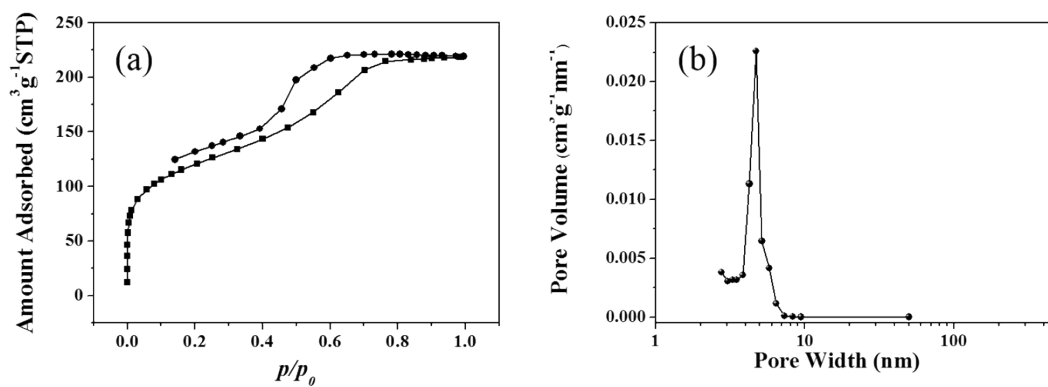 (a)
Amount Adsorbed (cm³g⁻¹STP)
250
200
150
100
50
0
0.0 0.2 0.4 0.6 0.8 1.0
p/p₀
(b)
Pore Volume (cm³g⁻¹nm⁻¹)
0.025
0.020
0.015
0.010
0.005
0.000
1 10 100
Pore Width (nm)